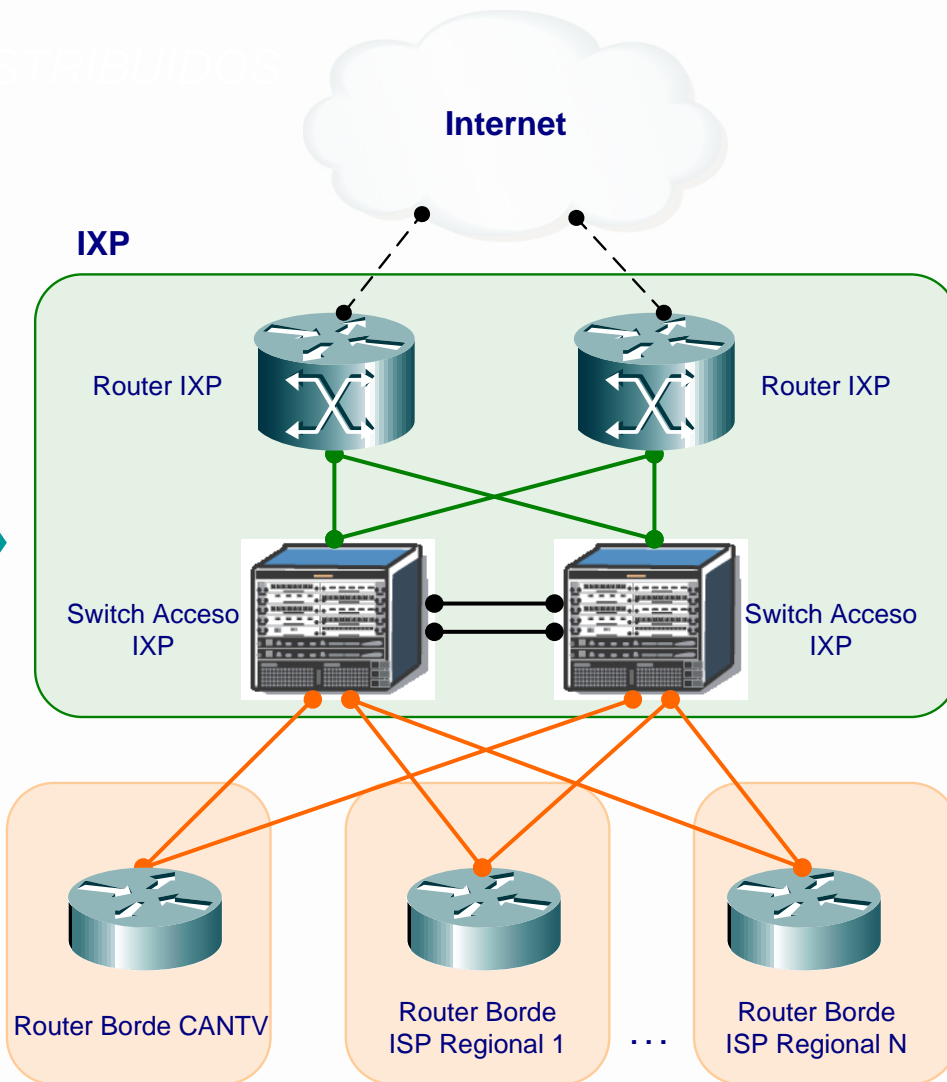 STRIBUIDOS
Internet
IXP
Router IXP
Router IXP
Switch Acceso
IXP
Switch Acceso
IXP
Router Borde CANTV
Router Borde
ISP Regional 1
...
Router Borde
ISP Regional N